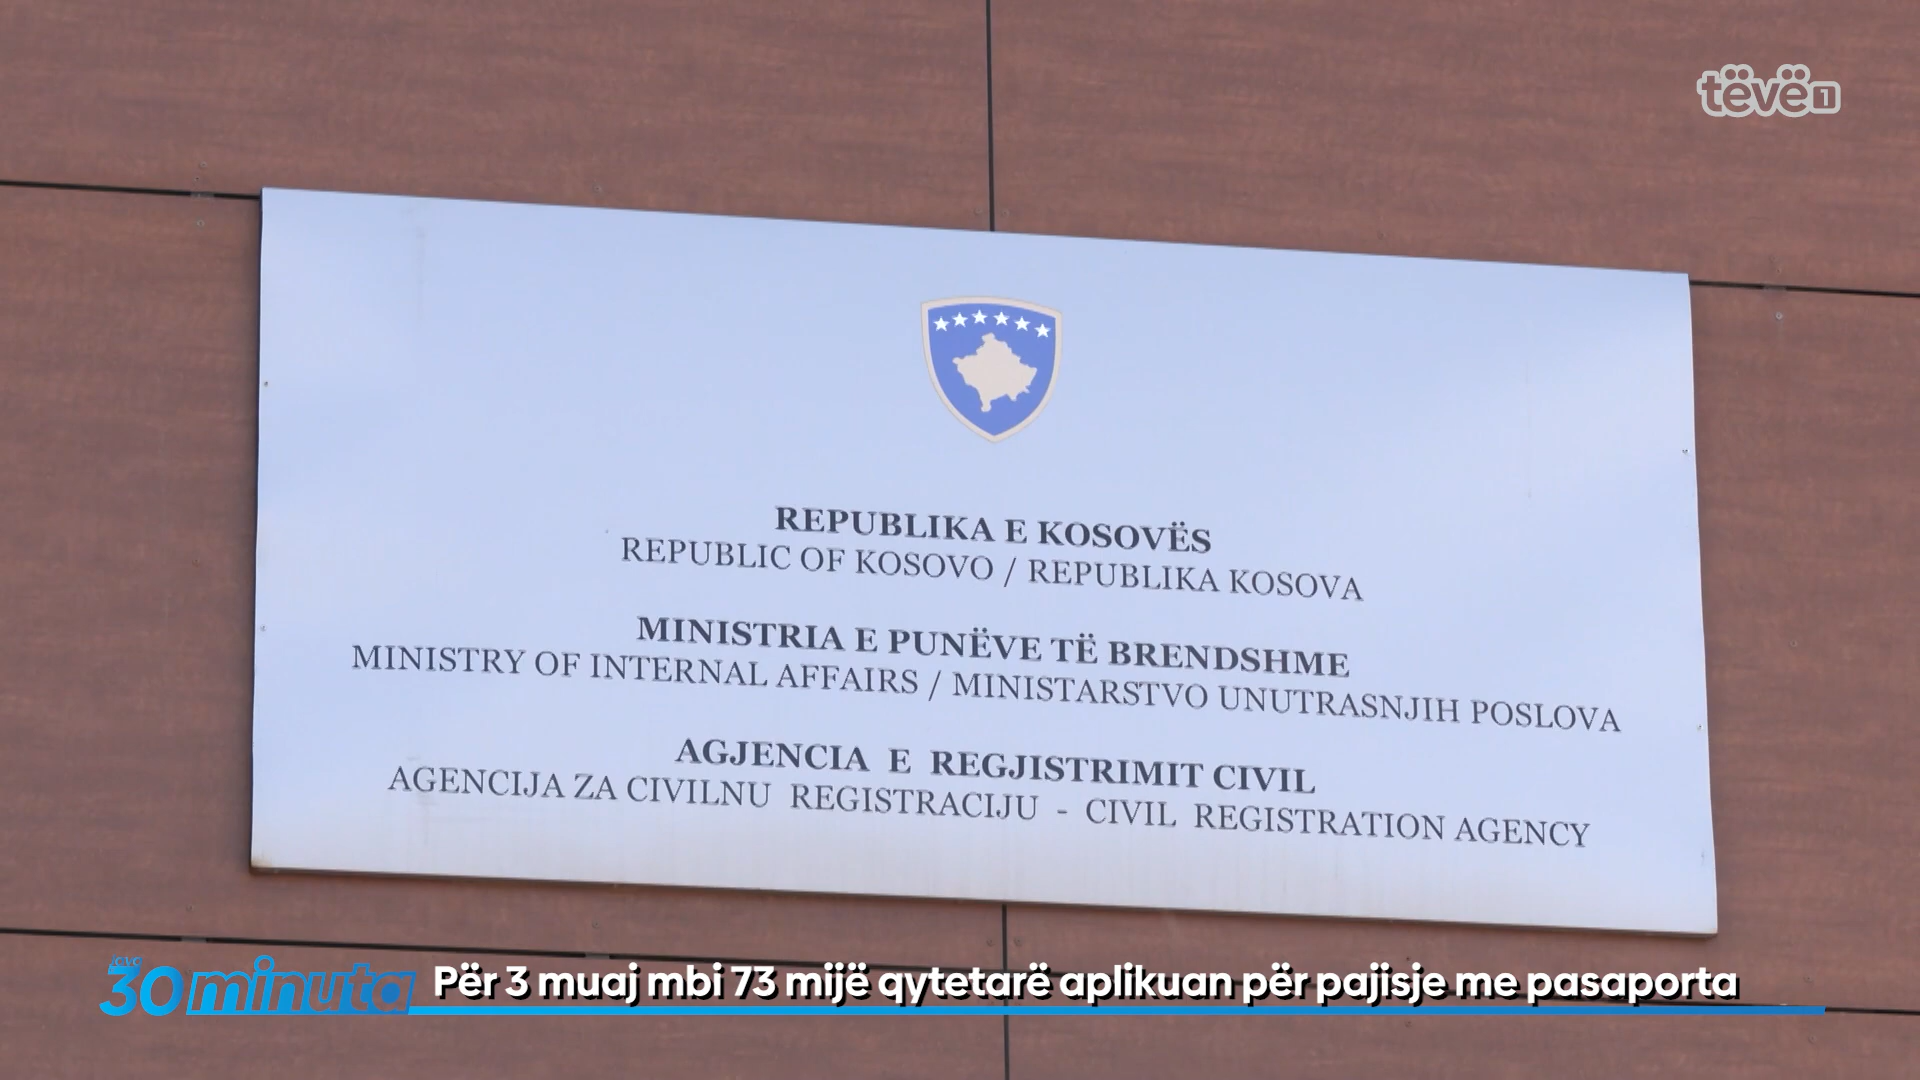 tëvë1
REPUBLIKA E KOSOVËS
REPUBLIC OF KOSOVO / REPUBLIKA KOSOVA
MINISTRIA E PUNËVE TË BRENDSHME
MINISTRY OF INTERNAL AFFAIRS / MINISTARSTVO UNUTRASNJIH POSLOVA
AGJENCIA E REGJISTRIMIT CIVIL
AGENCIJA ZA CIVILNU REGISTRACIJU - CIVIL REGISTRATION AGENCY
30 minuta
Për 3 muaj mbi 73 mijë qytetarë aplikuan për pajisje me pasaporta